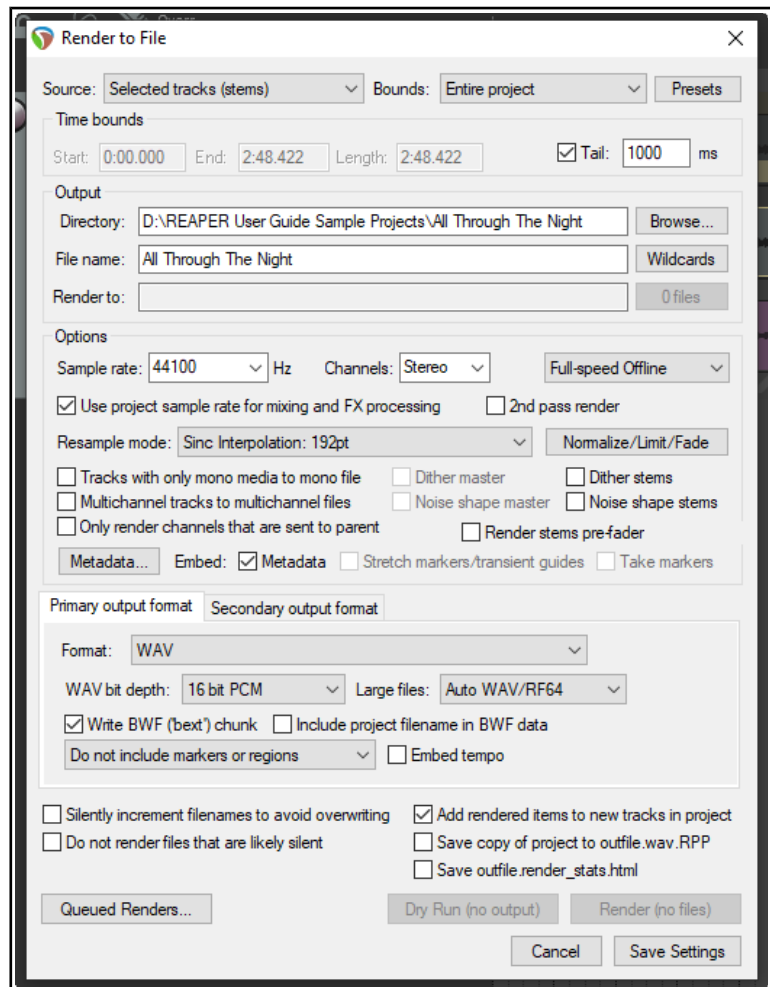 Render to File
Source: Selected tracks (stems) Bounds: Entire project Presets
Time bounds
Start: 0:00.000 End: 2:48.422 Length: 2:48.422 Tail: 1000 ms
Output
Directory: D:\REAPER User Guide Sample Projects\All Through The Night Browse...
File name: All Through The Night Wildcards
Render to: 0 files
Options
Sample rate: 44100 Hz Channels: Stereo Full-speed Offline
Use project sample rate for mixing and FX processing 2nd pass render
Resample mode: Sinc Interpolation: 192pt Normalize/Limit/Fade
Tracks with only mono media to mono file Dither master Dither stems
Multichannel tracks to multichannel files Noise shape master Noise shape stems
Only render channels that are sent to parent Render stems pre-fader
Metadata... Embed: Metadata Stretch markers/transient guides Take markers
Primary output format Secondary output format
Format: WAV
WAV bit depth: 16 bit PCM Large files: Auto WAV/RF64
Write BWF ('bext') chunk Include project filename in BWF data
Do not include markers or regions Embed tempo
Silently increment filenames to avoid overwriting Add rendered items to new tracks in project
Do not render files that are likely silent Save copy of project to outfile.wav.RPP
Save outfile.render_stats.html
Queued Renders... Dry Run (no output) Render (no files)
Cancel Save Settings